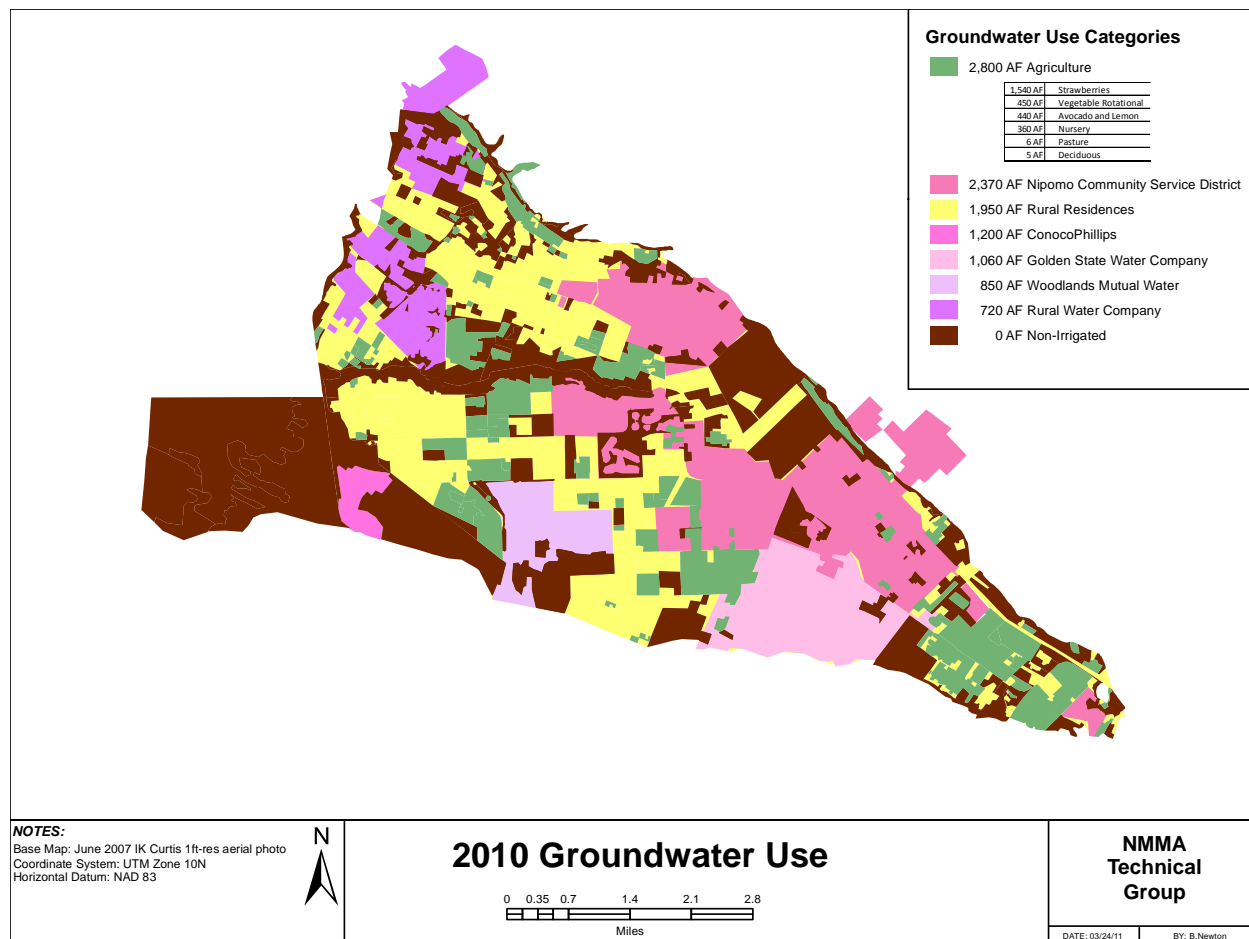 Groundwater Use Categories
2,800 AF Agriculture
1,540 AF Strawberries
450 AF Vegetable Rotational
440 AF Avocado and Lemon
360 AF Nursery
6 AF Pasture
5 AF Deciduous
2,370 AF Nipomo Community Service District
1,950 AF Rural Residences
1,200 AF ConocoPhillips
1,060 AF Golden State Water Company
850 AF Woodlands Mutual Water
720 AF Rural Water Company
0 AF Non-Irrigated
NOTES:
Base Map: June 2007 IK Curtis 1ft-res aerial photo
Coordinate System: UTM Zone 10N
Horizontal Datum: NAD 83
N
2010 Groundwater Use
0 0.35 0.7 1.4 2.1 2.8
Miles
NMMA
Technical
Group
DATE: 03/24/11 BY: B.Newton